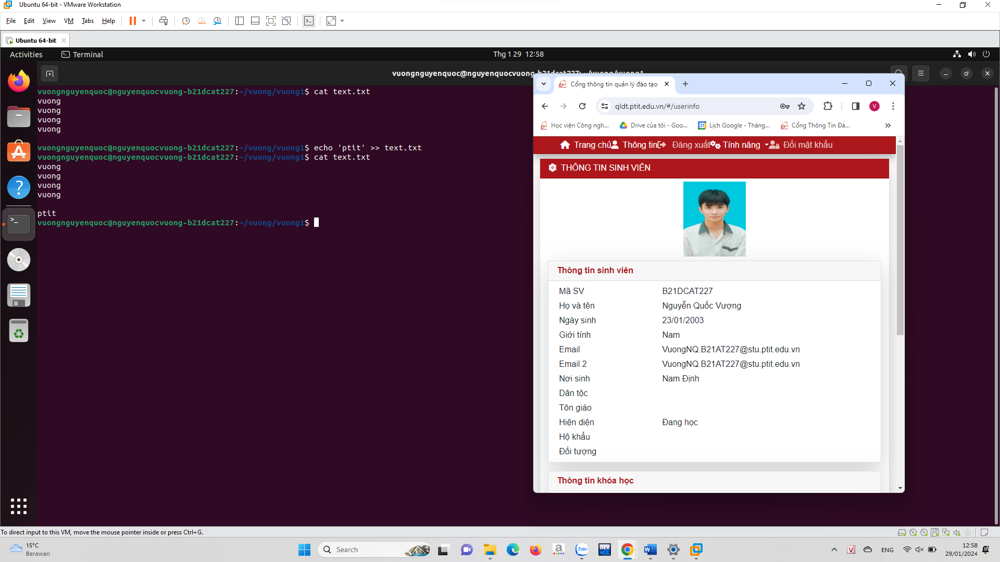 Ubuntu 64-bit - VMware Workstation
File Edit View VM Tabs Help
Ubuntu 64-bit
Activities Terminal Thg 1 29 12:58
vuongnguyenquoc@nguyenquocvuong-b21dcat227: ~/vuong/vuong1
vuongnguyenquoc@nguyenquocvuong-b21dcat227:~/vuong/vuong1$ cat text.txt
vuong
vuong
vuong
vuong
vuongnguyenquoc@nguyenquocvuong-b21dcat227:~/vuong/vuong1$ echo 'ptit' >> text.txt
vuongnguyenquoc@nguyenquocvuong-b21dcat227:~/vuong/vuong1$ cat text.txt
vuong
vuong
vuong
vuong
ptit
vuongnguyenquoc@nguyenquocvuong-b21dcat227:~/vuong/vuong1$
Cổng thông tin quản lý đào tạo
qldt.ptit.edu.vn/#/userinfo
V
Học viện Công ngh... Drive của tôi - Goo... 31 Lịch Google - Tháng... Cổng Thông Tin Đà...
Trang chủ Thông tin Đăng xuất Tính năng Đổi mật khẩu
THÔNG TIN SINH VIÊN
Thông tin sinh viên
Mã SV B21DCAT227
Họ và tên Nguyễn Quốc Vượng
Ngày sinh 23/01/2003
Giới tính Nam
Email VuongNQ.B21AT227@stu.ptit.edu.vn
Email 2 VuongNQ.B21AT227@stu.ptit.edu.vn
Nơi sinh Nam Định
Dân tộc
Tôn giáo
Hiện diện Đang học
Hộ khẩu
Đối tượng
Thông tin khóa học
To direct input to this VM, move the mouse pointer inside or press Ctrl+G.
15°C
Berawan
Search
a
Zalo
DEV
W
V
ENG
12:58
29/01/2024